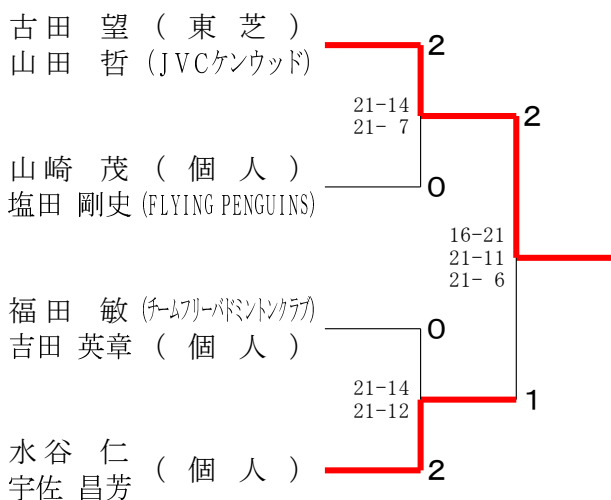 古田 望 (東芝)
山田 哲 (JVCケンウッド)
2
21-14
21- 7
2
山崎 茂 (個人)
塩田 剛史 (FLYING PENGUINS)
0
16-21
21-11
21- 6
福田 敏 (チームフリーバドミントンクラブ)
吉田 英章 (個人)
0
21-14
21-12
1
水谷 仁
宇佐 昌芳
(個人)
2